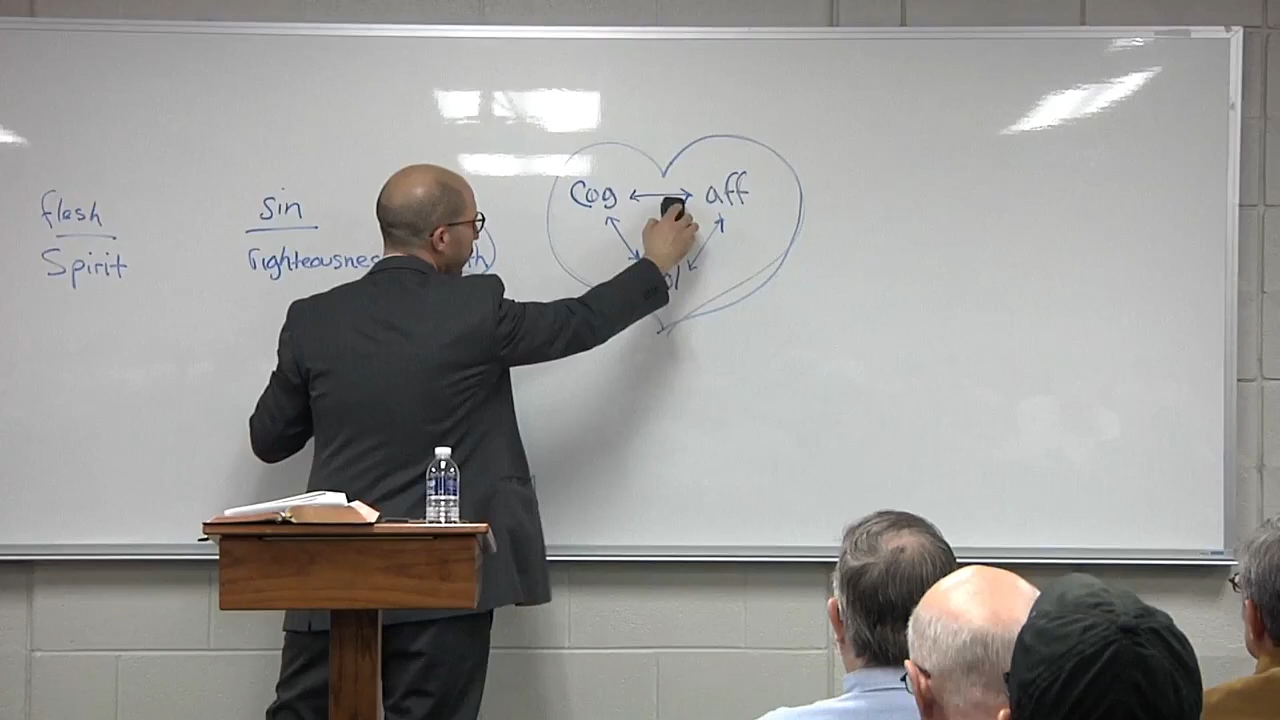 flesh
Spirit
sin
righteousnes
Cog aff